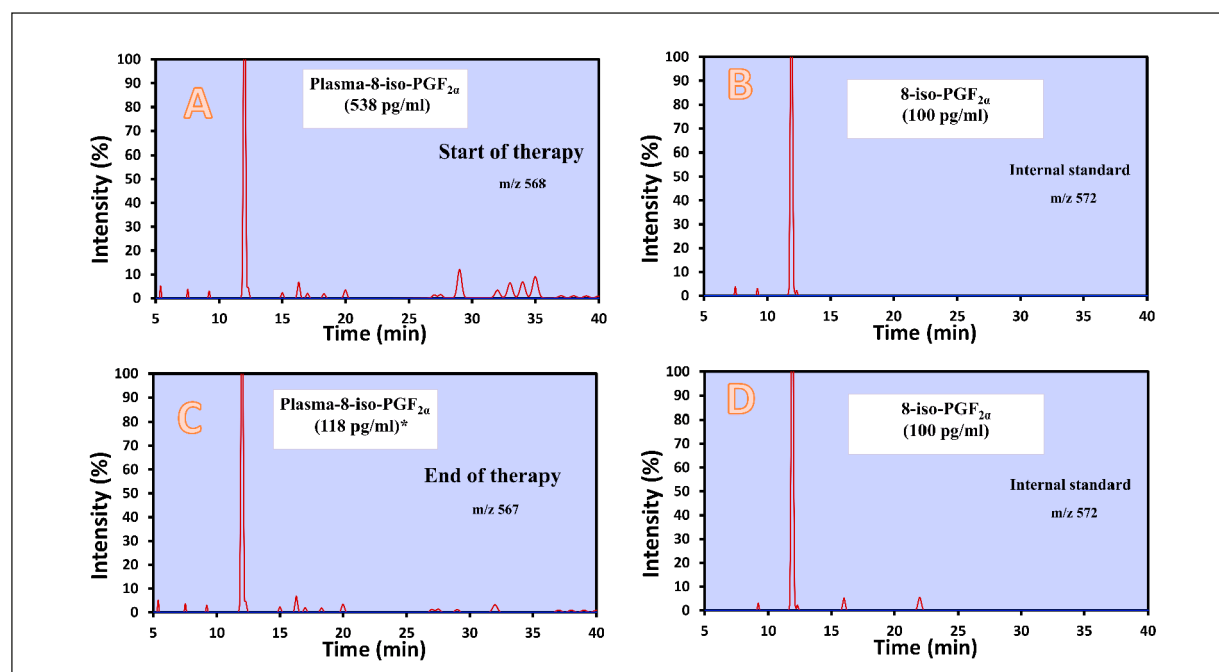 A
Plasma-8-iso-PGF2α
(538 pg/ml)
Start of therapy
m/z 568
Intensity (%)
100
90
80
70
60
50
40
30
20
10
0
5 10 15 20 25 30 35 40
Time (min)
B
8-iso-PGF2α
(100 pg/ml)
Internal standard
m/z 572
Intensity (%)
100
90
80
70
60
50
40
30
20
10
0
5 10 15 20 25 30 35 40
Time (min)
C
Plasma-8-iso-PGF2α
(118 pg/ml)*
End of therapy
m/z 567
Intensity (%)
100
90
80
70
60
50
40
30
20
10
0
5 10 15 20 25 30 35 40
Time (min)
D
8-iso-PGF2α
(100 pg/ml)
Internal standard
m/z 572
Intensity (%)
100
90
80
70
60
50
40
30
20
10
0
5 10 15 20 25 30 35 40
Time (min)